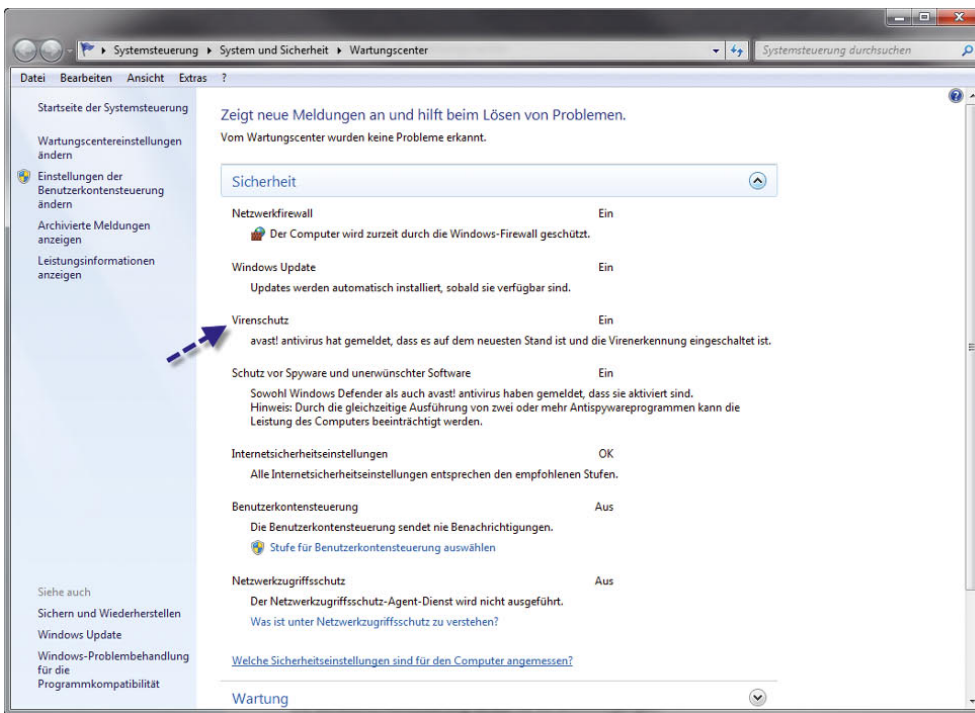 Systemsteuerung ▸ System und Sicherheit ▸ Wartungscenter
Systemsteuerung durchsuchen
Datei Bearbeiten Ansicht Extras ?
Startseite der Systemsteuerung
Wartungscentereinstellungen
ändern
Einstellungen der
Benutzerkontensteuerung
ändern
Archivierte Meldungen
anzeigen
Leistungsinformationen
anzeigen
Siehe auch
Sichern und Wiederherstellen
Windows Update
Windows-Problembehandlung
für die
Programmkompatibilität
Zeigt neue Meldungen an und hilft beim Lösen von Problemen.
Vom Wartungscenter wurden keine Probleme erkannt.
Sicherheit
Netzwerkfirewall Ein
Der Computer wird zurzeit durch die Windows-Firewall geschützt.
Windows Update Ein
Updates werden automatisch installiert, sobald sie verfügbar sind.
Virenschutz Ein
avast! antivirus hat gemeldet, dass es auf dem neuesten Stand ist und die Virenerkennung eingeschaltet ist.
Schutz vor Spyware und unerwünschter Software Ein
Sowohl Windows Defender als auch avast! antivirus haben gemeldet, dass sie aktiviert sind.
Hinweis: Durch die gleichzeitige Ausführung von zwei oder mehr Antispywareprogrammen kann die
Leistung des Computers beeinträchtigt werden.
Internetsicherheitseinstellungen OK
Alle Internetsicherheitseinstellungen entsprechen den empfohlenen Stufen.
Benutzerkontensteuerung Aus
Die Benutzerkontensteuerung sendet nie Benachrichtigungen.
Stufe für Benutzerkontensteuerung auswählen
Netzwerkzugriffsschutz Aus
Der Netzwerkzugriffsschutz-Agent-Dienst wird nicht ausgeführt.
Was ist unter Netzwerkzugriffsschutz zu verstehen?
Welche Sicherheitseinstellungen sind für den Computer angemessen?
Wartung